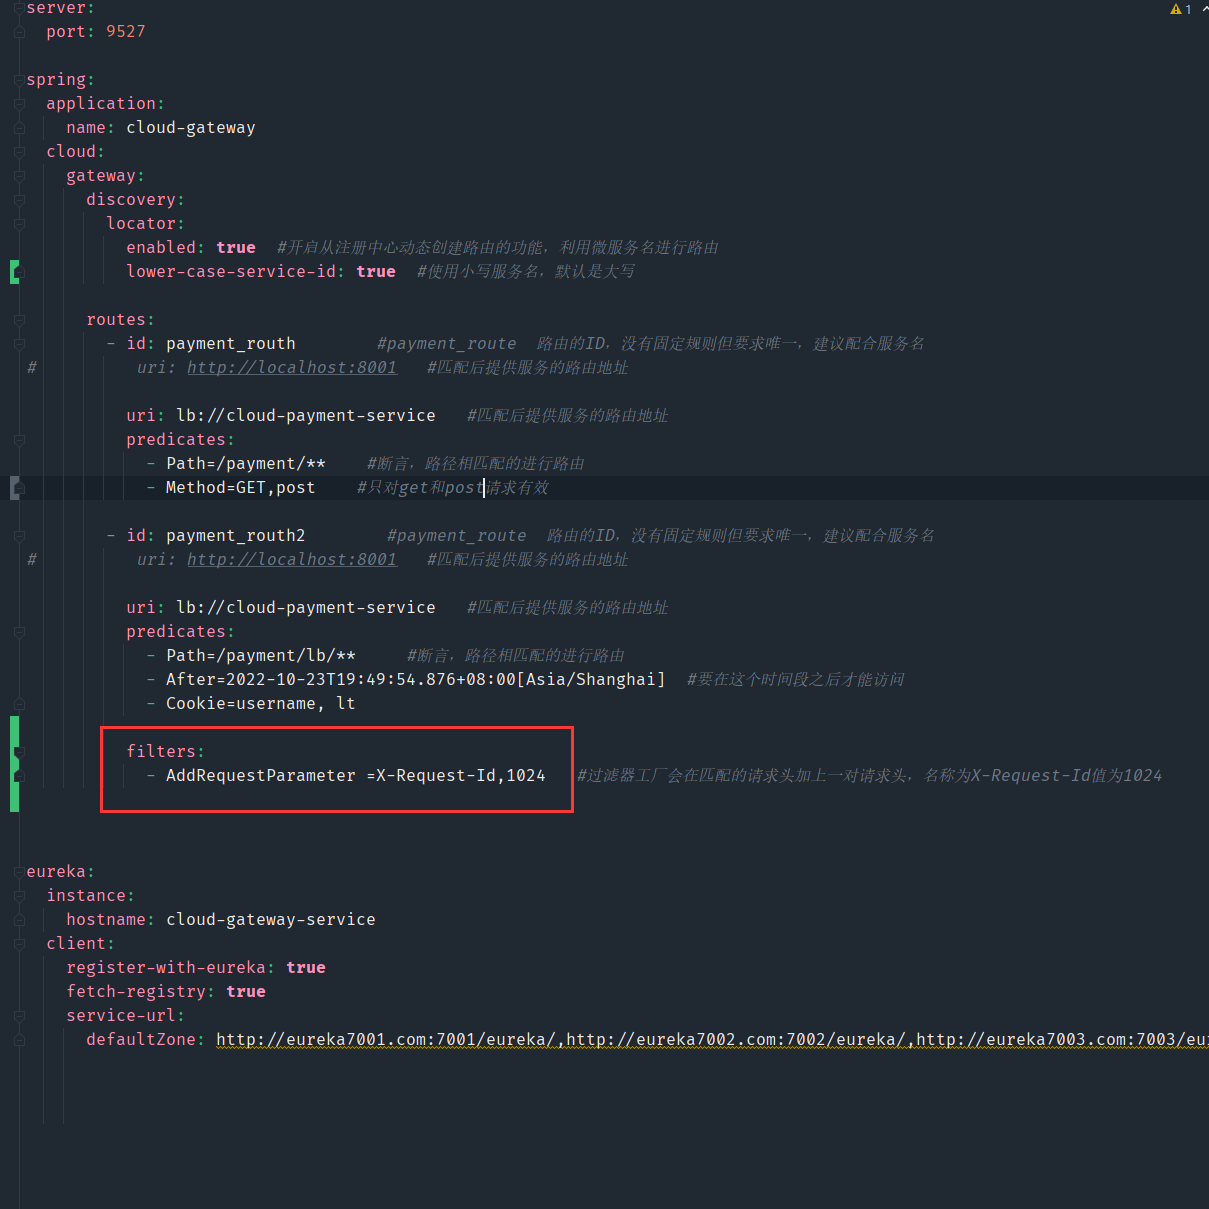 server:
  port: 9527
spring:
  application:
    name: cloud-gateway
  cloud:
    gateway:
      discovery:
        locator:
          enabled: true  #开启从注册中心动态创建路由的功能，利用微服务名进行路由
          lower-case-service-id: true  #使用小写服务名，默认是大写
      routes:
        - id: payment_routh        #payment_route  路由的ID，没有固定规则但要求唯一，建议配合服务名
#          uri: http://localhost:8001   #匹配后提供服务的路由地址
          uri: lb://cloud-payment-service   #匹配后提供服务的路由地址
          predicates:
            - Path=/payment/**    #断言，路径相匹配的进行路由
            - Method=GET,post    #只对get和post请求有效
        - id: payment_routh2        #payment_route  路由的ID，没有固定规则但要求唯一，建议配合服务名
#          uri: http://localhost:8001   #匹配后提供服务的路由地址
          uri: lb://cloud-payment-service   #匹配后提供服务的路由地址
          predicates:
            - Path=/payment/lb/**     #断言，路径相匹配的进行路由
            - After=2022-10-23T19:49:54.876+08:00[Asia/Shanghai]  #要在这个时间段之后才能访问
            - Cookie=username, lt
          filters:
            - AddRequestParameter =X-Request-Id,1024   #过滤器工厂会在匹配的请求头加上一对请求头，名称为X-Request-Id值为1024
eureka:
  instance:
    hostname: cloud-gateway-service
  client:
    register-with-eureka: true
    fetch-registry: true
    service-url:
      defaultZone: http://eureka7001.com:7001/eureka/,http://eureka7002.com:7002/eureka/,http://eureka7003.com:7003/eu
1